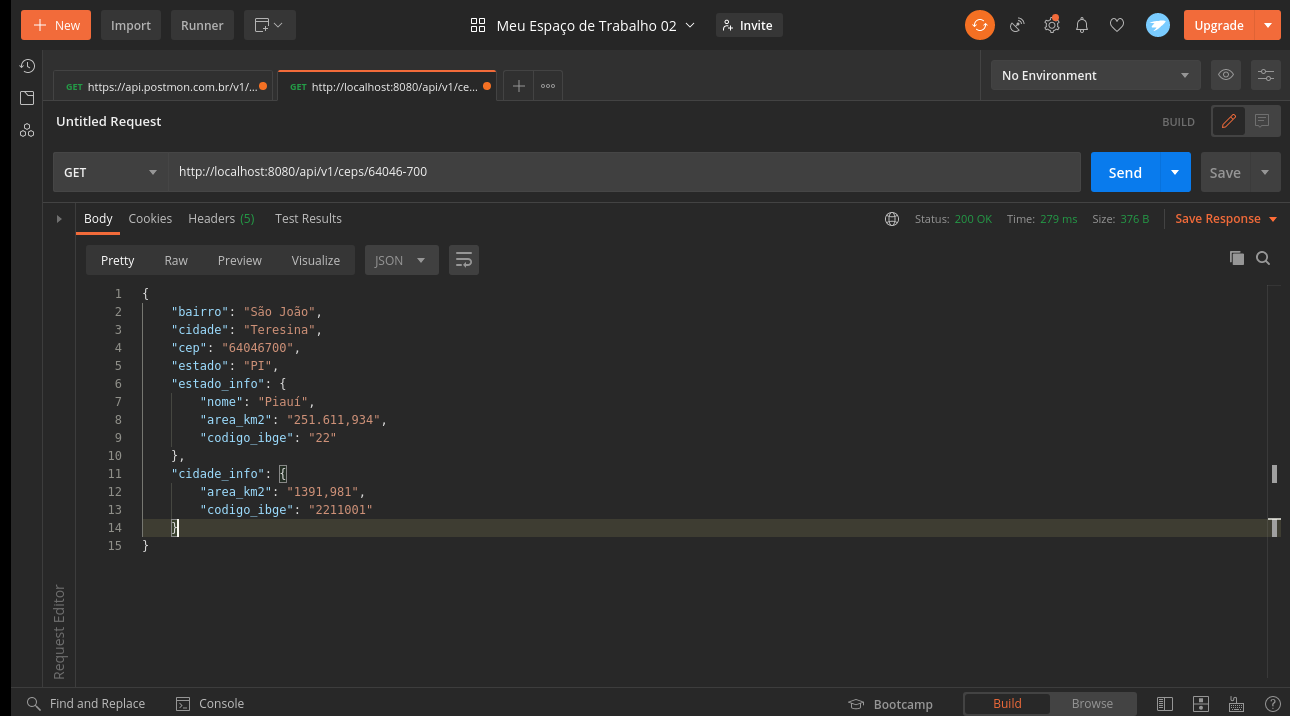 New Import Runner Meu Espaço de Trabalho 02 Invite Upgrade
GET https://api.postmon.com.br/v1/... GET http://localhost:8080/api/v1/ce... No Environment
Untitled Request BUILD
GET http://localhost:8080/api/v1/ceps/64046-700 Send Save
Body Cookies Headers (5) Test Results Status: 200 OK Time: 279 ms Size: 376 B Save Response
Pretty Raw Preview Visualize JSON
1 {
2 "bairro": "São João",
3 "cidade": "Teresina",
4 "cep": "64046700",
5 "estado": "PI",
6 "estado_info": {
7 "nome": "Piauí",
8 "area_km2": "251.611,934",
9 "codigo_ibge": "22"
10 },
11 "cidade_info": {
12 "area_km2": "1391,981",
13 "codigo_ibge": "2211001"
14 }
15 }
Request Editor
Find and Replace Console Bootcamp Build Browse